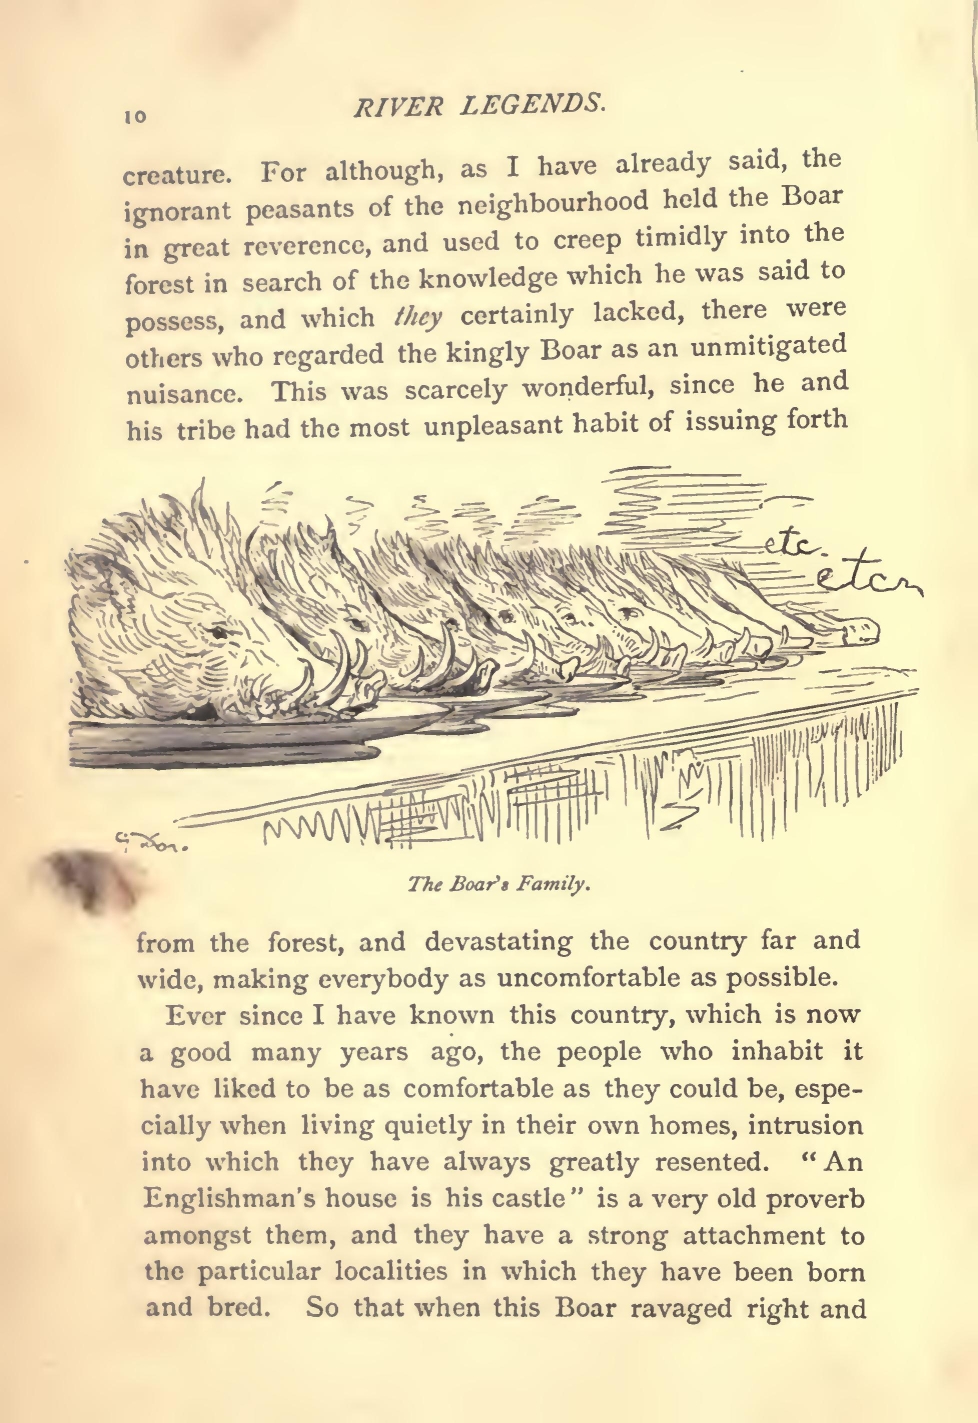 10
RIVER LEGENDS.
creature. For although, as I have already said, the
ignorant peasants of the neighbourhood held the Boar
in great reverence, and used to creep timidly into the
forest in search of the knowledge which he was said to
possess, and which they certainly lacked, there were
others who regarded the kingly Boar as an unmitigated
nuisance. This was scarcely wonderful, since he and
his tribe had the most unpleasant habit of issuing forth
etc.
etc
The Boar's Family.
from the forest, and devastating the country far and
wide, making everybody as uncomfortable as possible.
Ever since I have known this country, which is now
a good many years ago, the people who inhabit it
have liked to be as comfortable as they could be, espe-
cially when living quietly in their own homes, intrusion
into which they have always greatly resented. "An
Englishman's house is his castle" is a very old proverb
amongst them, and they have a strong attachment to
the particular localities in which they have been born
and bred. So that when this Boar ravaged right and